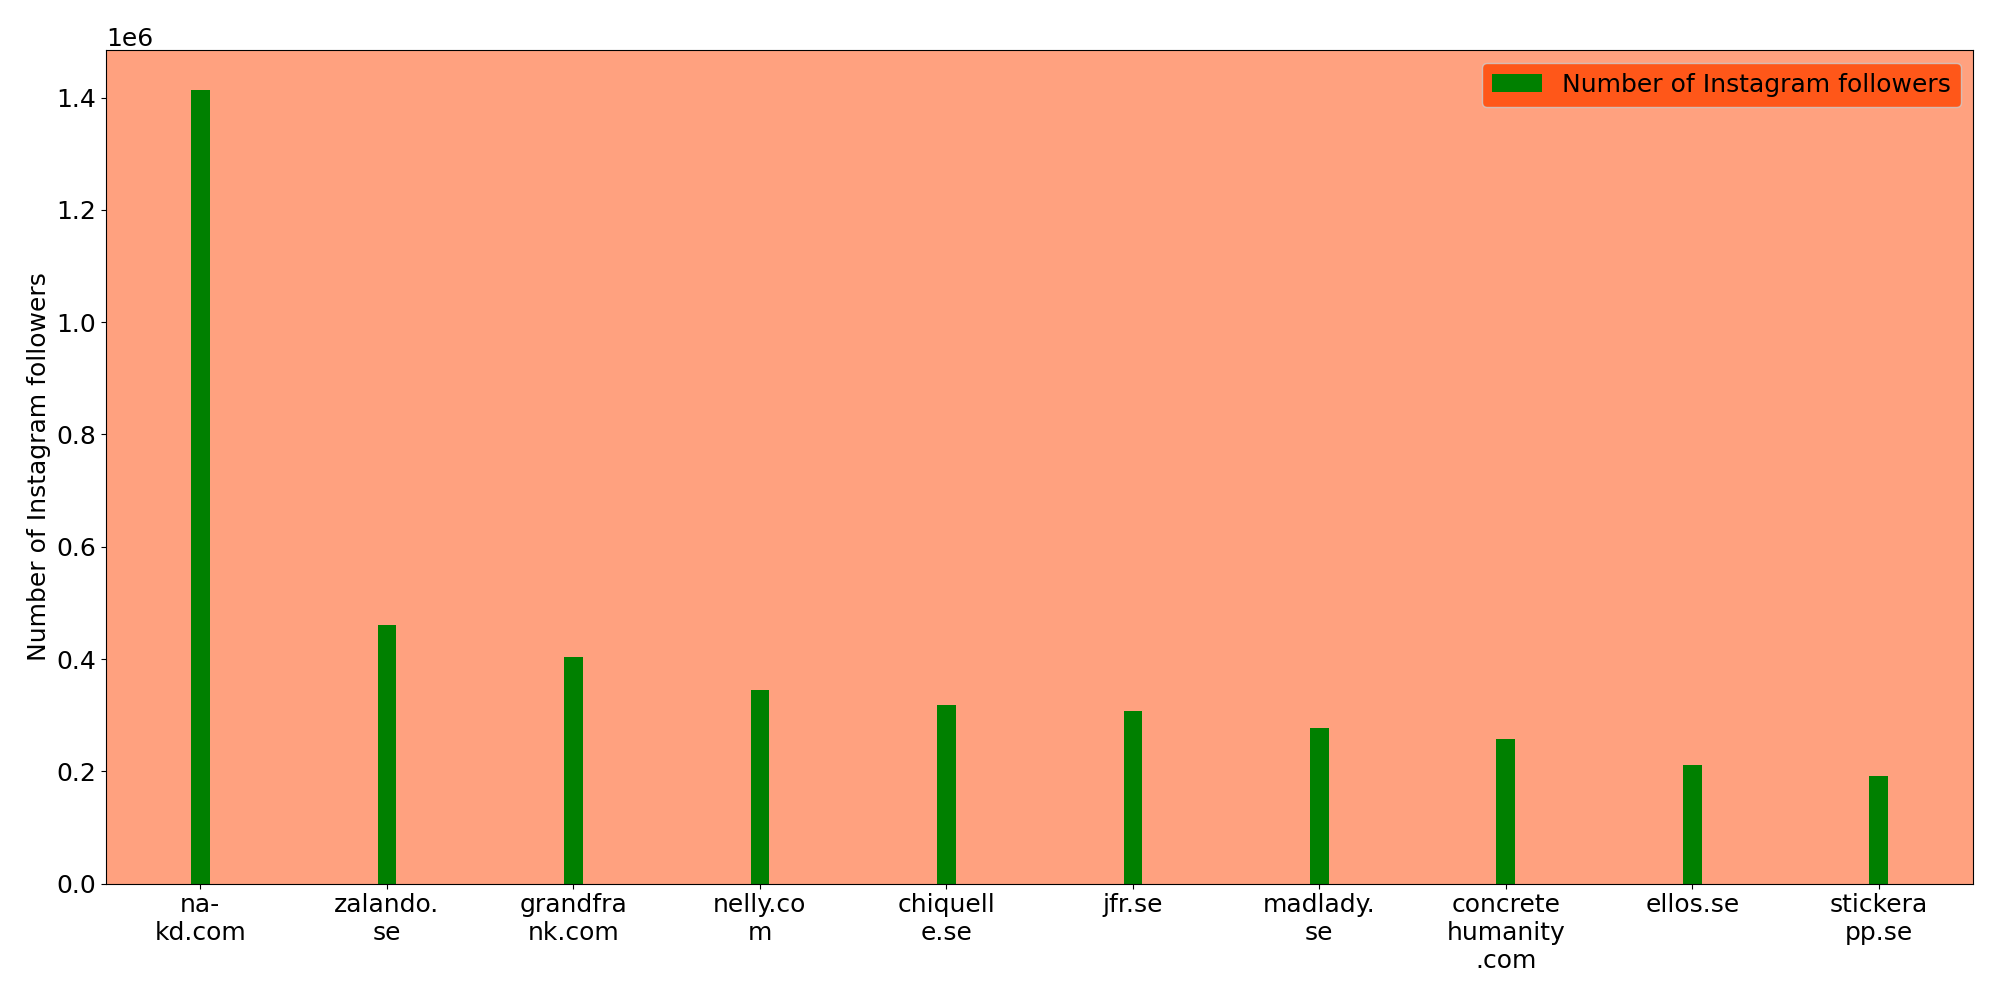 1e6
Number of Instagram followers
1.4
1.2
1.0
0.8
0.6
0.4
0.2
0.0
Number of Instagram followers
na-
kd.com
zalando.
se
grandfra
nk.com
nelly.co
m
chiquell
e.se
jfr.se
madlady.
se
concrete
humanity
.com
ellos.se
stickera
pp.se